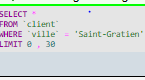 SELECT *
FROM `client`
WHERE `ville` = 'Saint-Gratien'
LIMIT 0 , 30